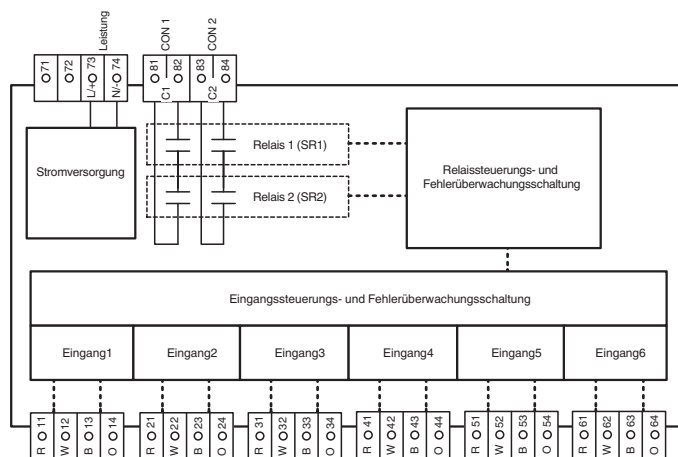 Leistung
CON 1
CON 2
71
72
L/+ 73
N/- 74
81
82
83
84
C1
C2
Stromversorgung
Relais 1 (SR1)
Relais 2 (SR2)
Relaissteuerungs- und
Fehlerüberwachungsschaltung
Eingangssteuerungs- und Fehlerüberwachungsschaltung
Eingang1
Eingang2
Eingang3
Eingang4
Eingang5
Eingang6
R 11
W 12
B 13
O 14
R 21
W 22
B 23
O 24
R 31
W 32
B 33
O 34
R 41
W 42
B 43
O 44
R 51
W 52
B 53
O 54
R 61
W 62
B 63
O 64